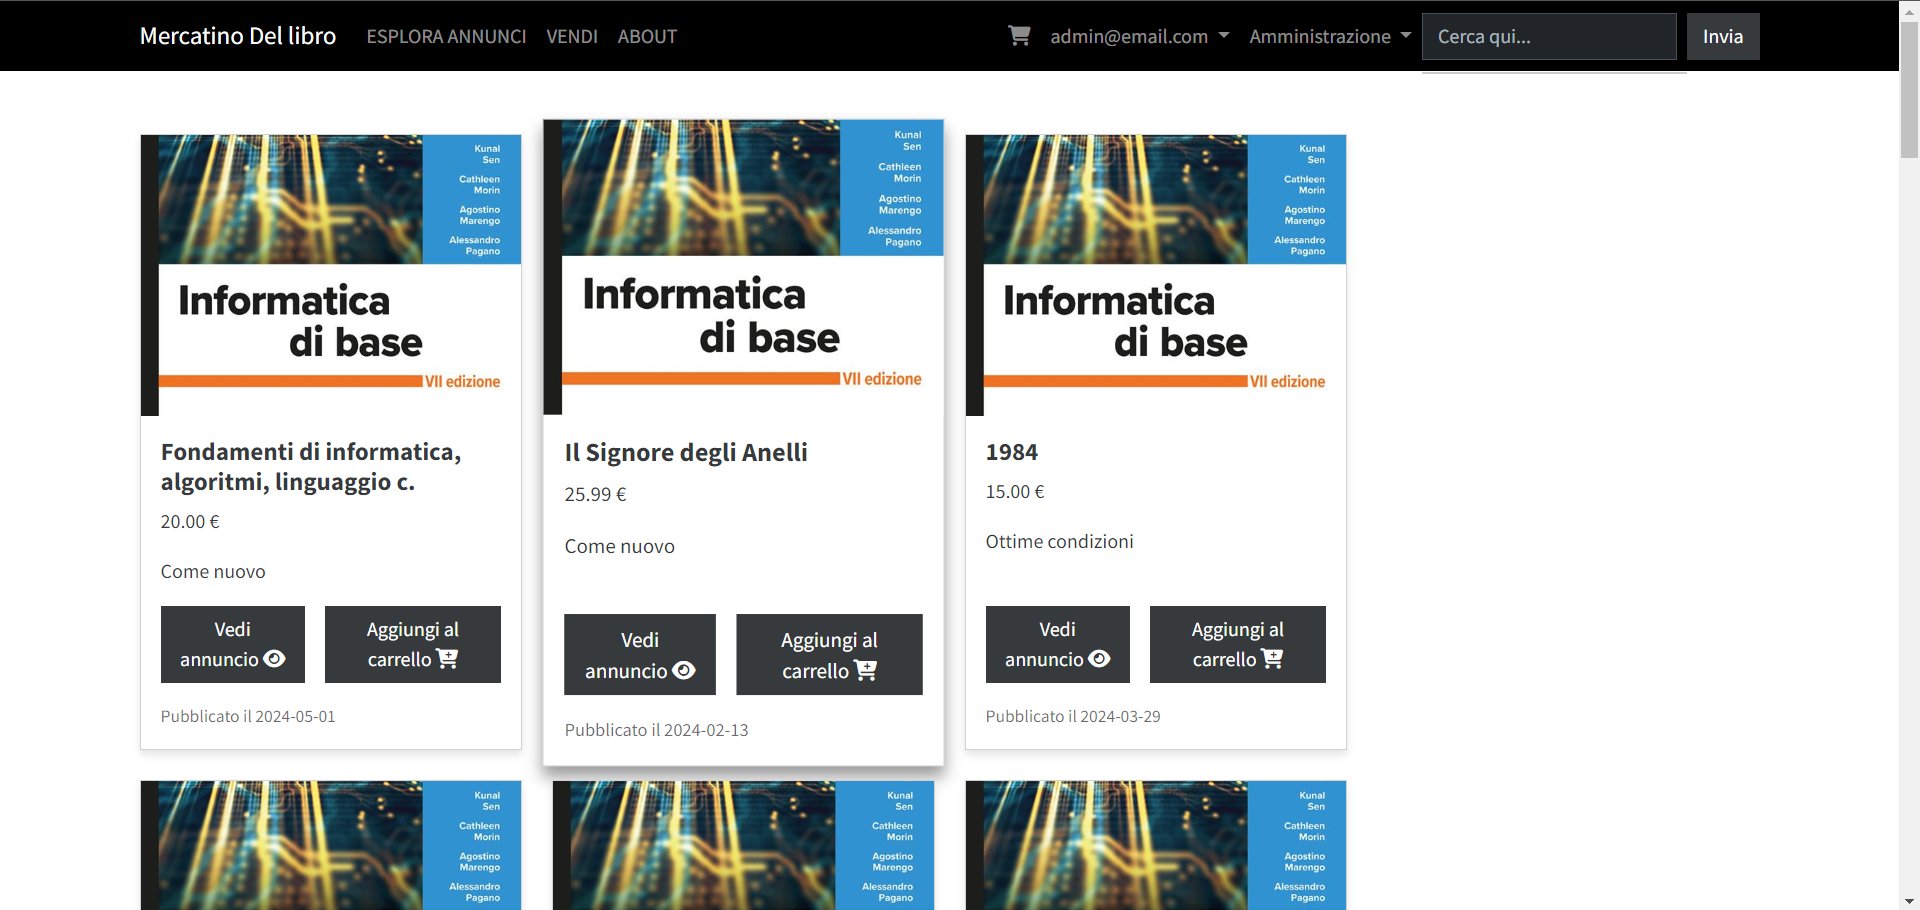 Mercatino Del libro ESPLORA ANNUNCI VENDI ABOUT admin@email.com Amministrazione Cerca qui... Invia
Kunal
Sen
Cathleen
Morin
Agostino
Marengo
Alessandro
Pagano
Informatica
di base
VII edizione
Fondamenti di informatica,
algoritmi, linguaggio c.
20.00 €
Come nuovo
Vedi
annuncio
Aggiungi al
carrello
Pubblicato il 2024-05-01
Kunal
Sen
Cathleen
Morin
Agostino
Marengo
Alessandro
Pagano
Informatica
di base
VII edizione
Il Signore degli Anelli
25.99 €
Come nuovo
Vedi
annuncio
Aggiungi al
carrello
Pubblicato il 2024-02-13
Kunal
Sen
Cathleen
Morin
Agostino
Marengo
Alessandro
Pagano
Informatica
di base
VII edizione
1984
15.00 €
Ottime condizioni
Vedi
annuncio
Aggiungi al
carrello
Pubblicato il 2024-03-29
Kunal
Sen
Cathleen
Morin
Agostino
Marengo
Alessandro
Pagano
Kunal
Sen
Cathleen
Morin
Agostino
Marengo
Alessandro
Pagano
Kunal
Sen
Cathleen
Morin
Agostino
Marengo
Alessandro
Pagano